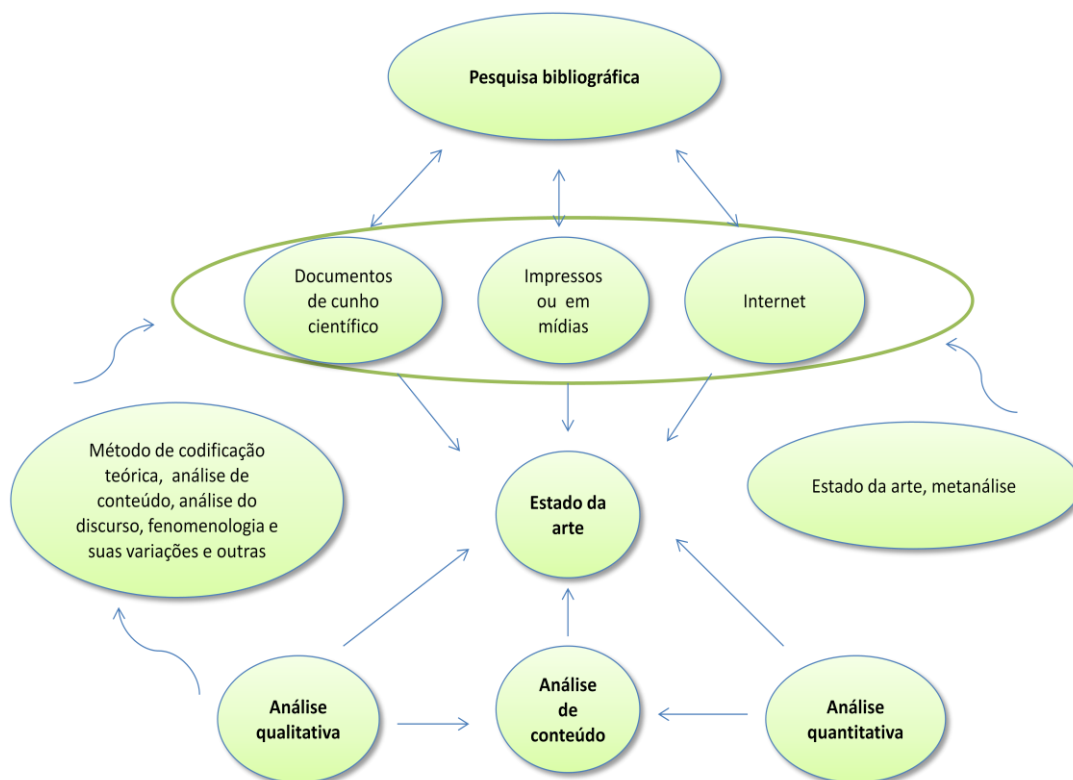 Pesquisa bibliográfica
Documentos
de cunho
científico
Impressos
ou em
mídias
Internet
Método de codificação
teórica, análise de
conteúdo, análise do
discurso, fenomenologia e
suas variações e outras
Estado da
arte
Estado da arte, metanálise
Análise
qualitativa
Análise
de
conteúdo
Análise
quantitativa